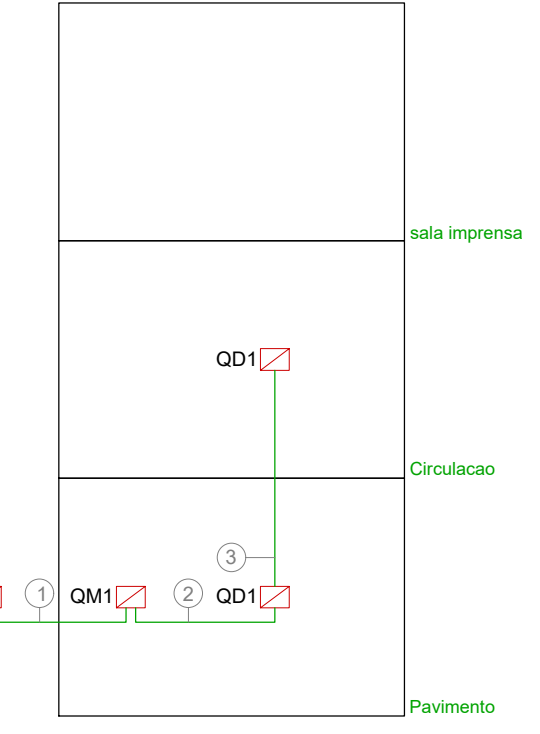 sala imprensa
QD1
Circulacao
3
1
QM1
2
QD1
Pavimento